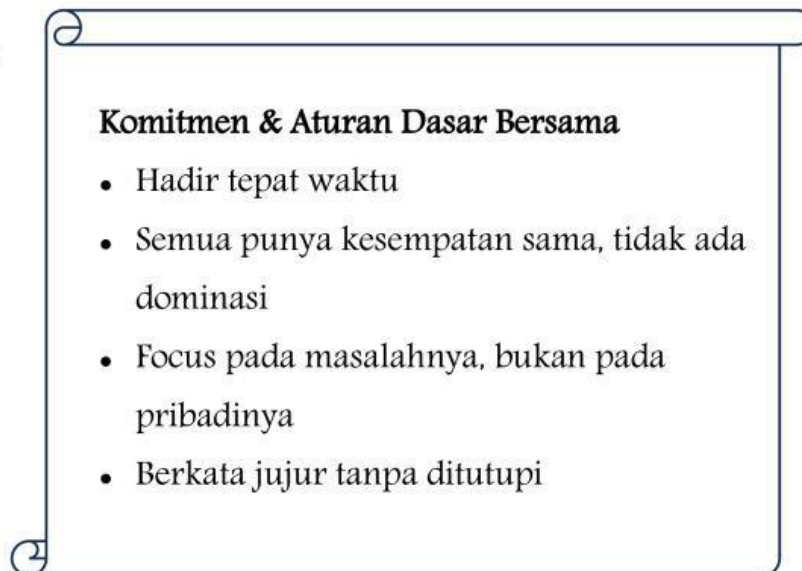 Komitmen & Aturan Dasar Bersama
• Hadir tepat waktu
• Semua punya kesempatan sama, tidak ada
dominasi
• Focus pada masalahnya, bukan pada
pribadinya
• Berkata jujur tanpa ditutupi